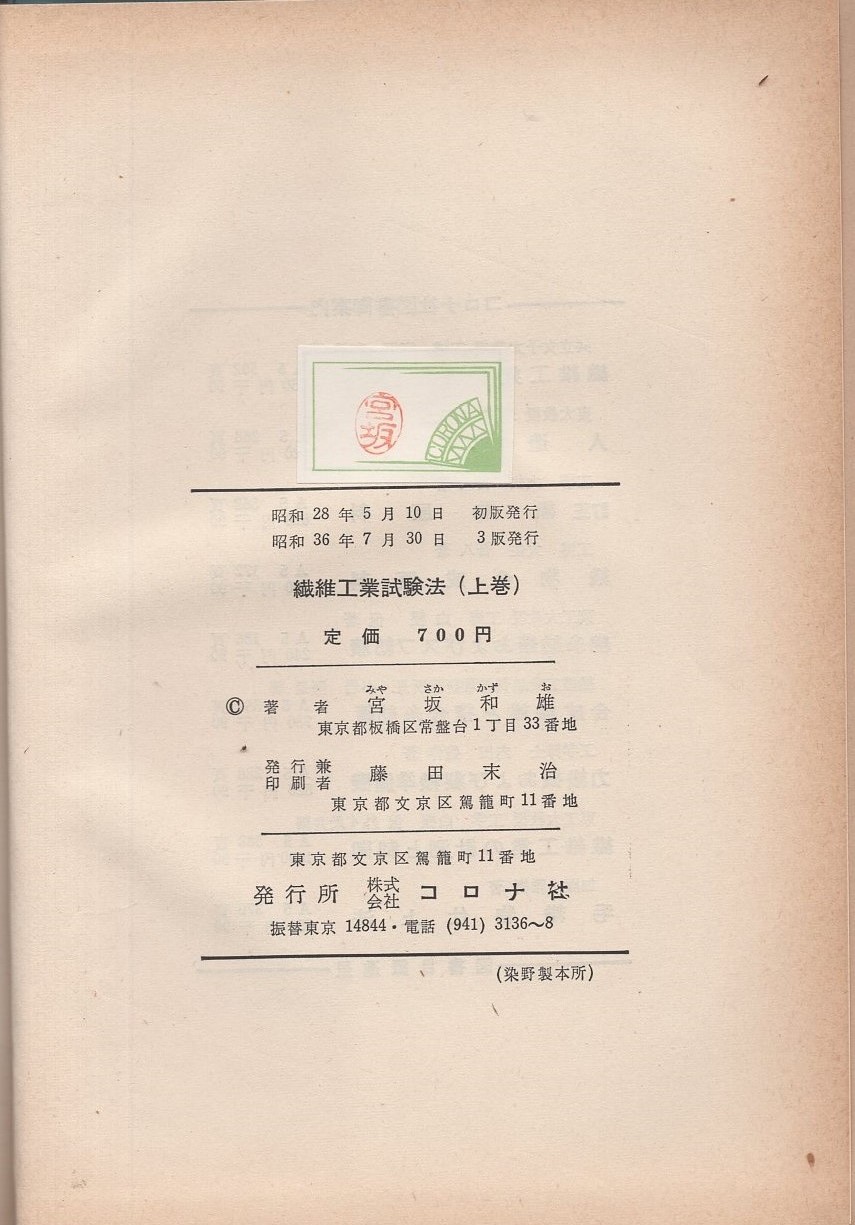 宮坂
CORONA
昭和 28 年 5 月 10 日 初版発行
昭和 36 年 7 月 30 日 3 版発行
繊維工業試験法（上巻）
定 価 700円
みや さか かず お
© 著 者 宮 坂 和 雄
東京都板橋区常盤台1丁目33番地
発 行 兼
印 刷 者 藤 田 末 治
東京都文京区駕籠町11番地
東京都文京区駕籠町11番地
発行所 株式会社 コロナ社
振替東京 14844・電話 (941) 3136～8
(染野製本所)